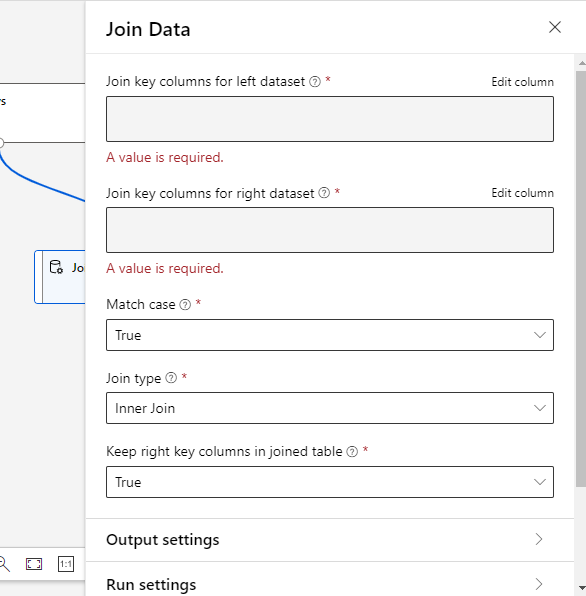 Join Data
Join key columns for left dataset * Edit column
A value is required.
Join key columns for right dataset * Edit column
A value is required.
Match case *
True
Join type *
Inner Join
Keep right key columns in joined table *
True
Output settings
Run settings
1:1